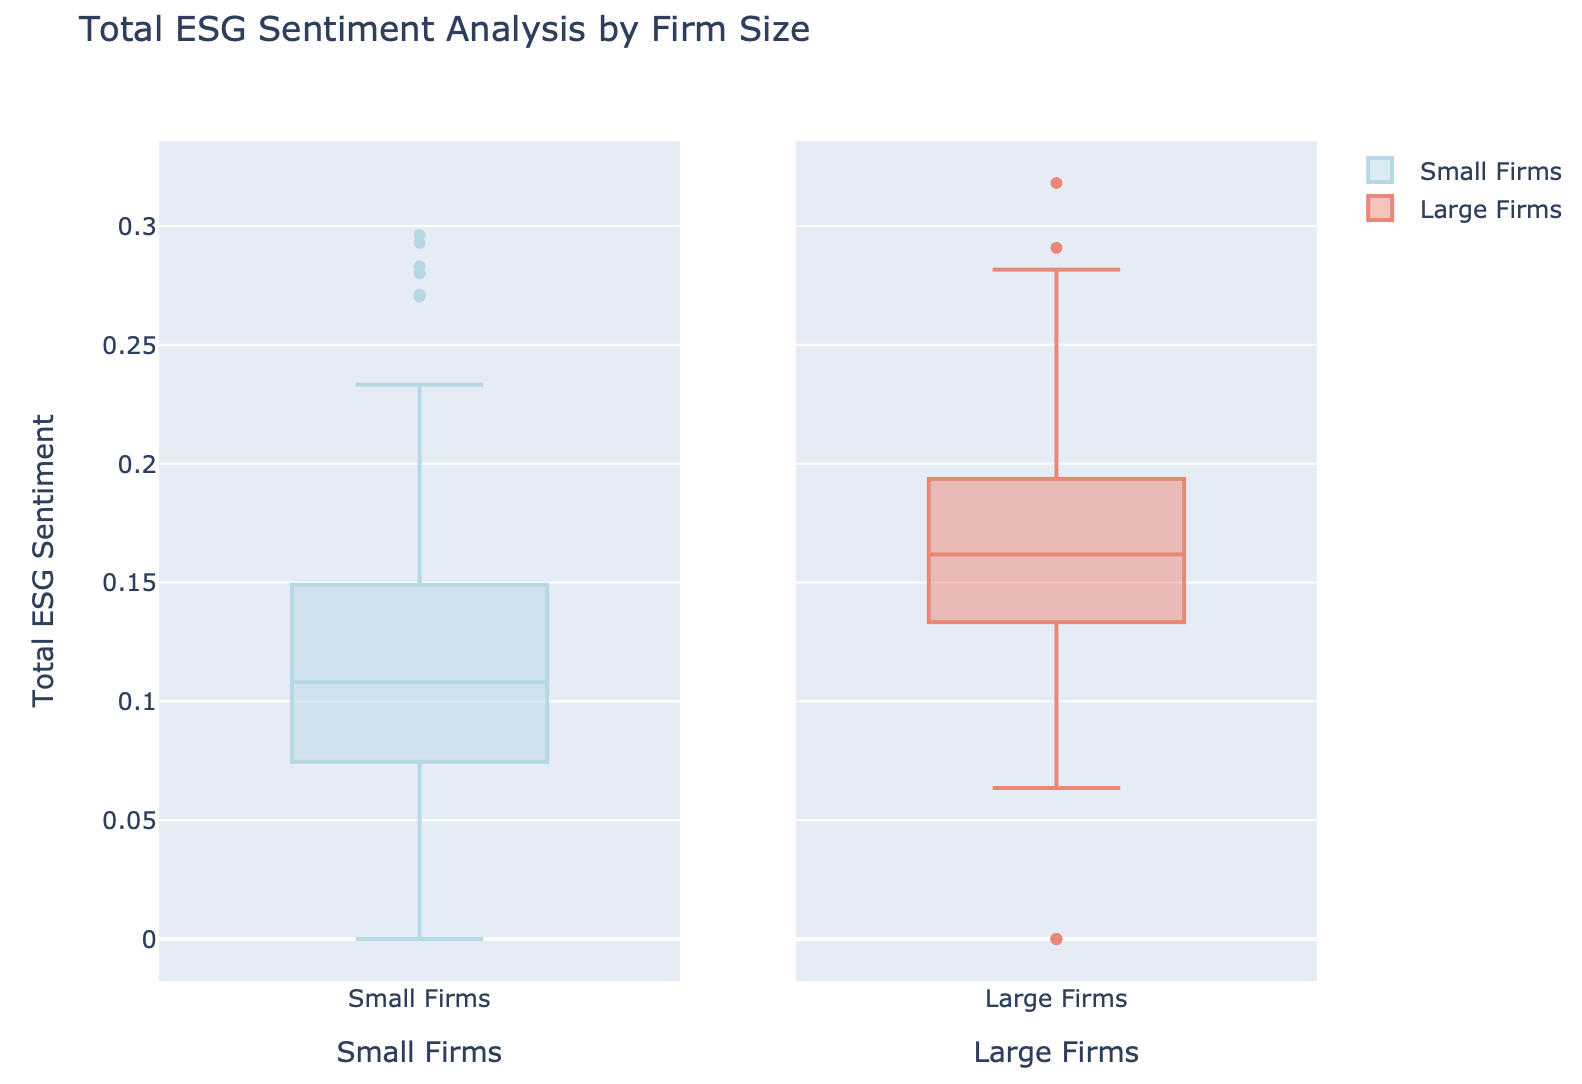 Total ESG Sentiment Analysis by Firm Size
Small Firms
Large Firms
Total ESG Sentiment
0.3
0.25
0.2
0.15
0.1
0.05
0
Small Firms
Large Firms
Small Firms
Large Firms